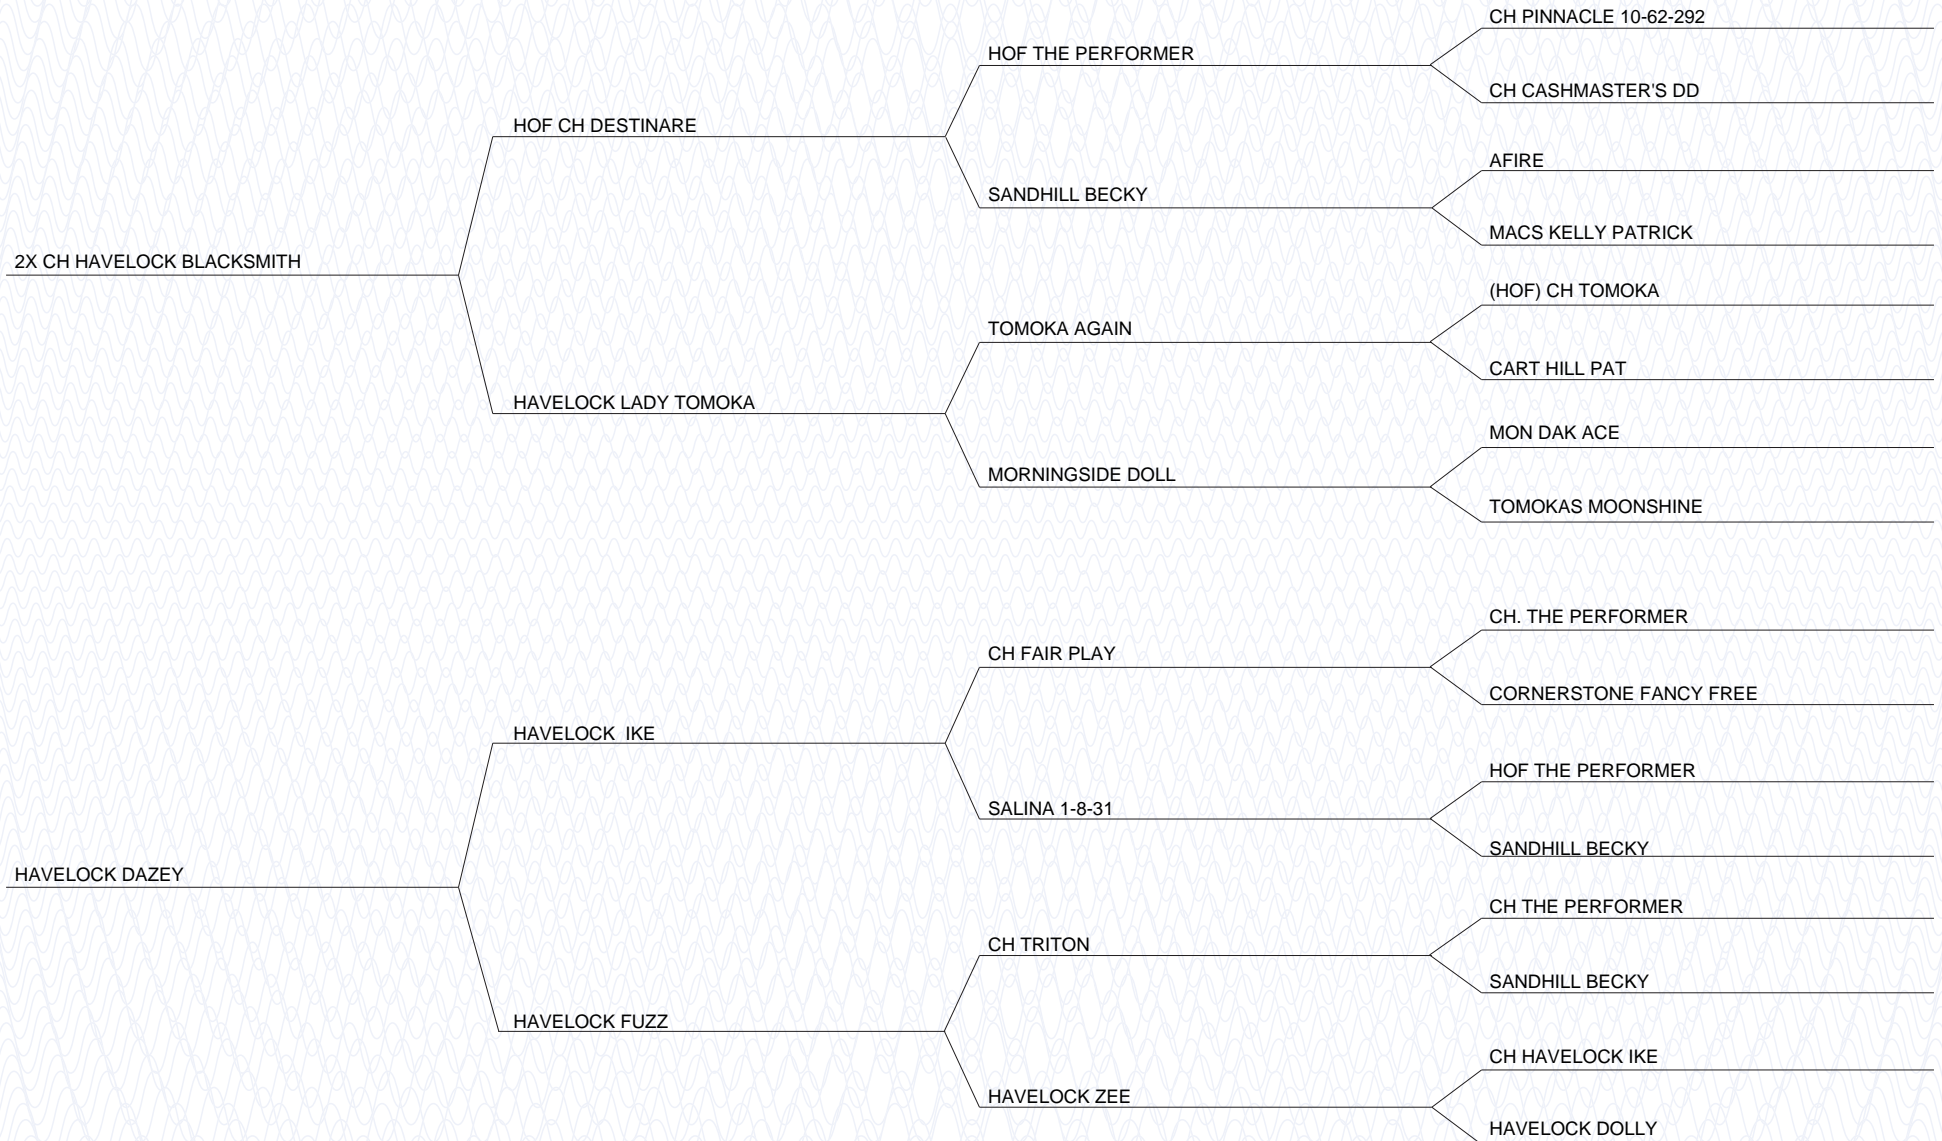 CH PINNACLE 10-62-292
HOF THE PERFORMER
CH CASHMASTER'S DD
HOF CH DESTINARE
AFIRE
SANDHILL BECKY
MACS KELLY PATRICK
2X CH HAVELOCK BLACKSMITH
(HOF) CH TOMOKA
TOMOKA AGAIN
CART HILL PAT
HAVELOCK LADY TOMOKA
MON DAK ACE
MORNINGSIDE DOLL
TOMOKAS MOONSHINE
CH. THE PERFORMER
CH FAIR PLAY
CORNERSTONE FANCY FREE
HAVELOCK  IKE
HOF THE PERFORMER
SALINA 1-8-31
SANDHILL BECKY
HAVELOCK DAZEY
CH THE PERFORMER
CH TRITON
SANDHILL BECKY
HAVELOCK FUZZ
CH HAVELOCK IKE
HAVELOCK ZEE
HAVELOCK DOLLY